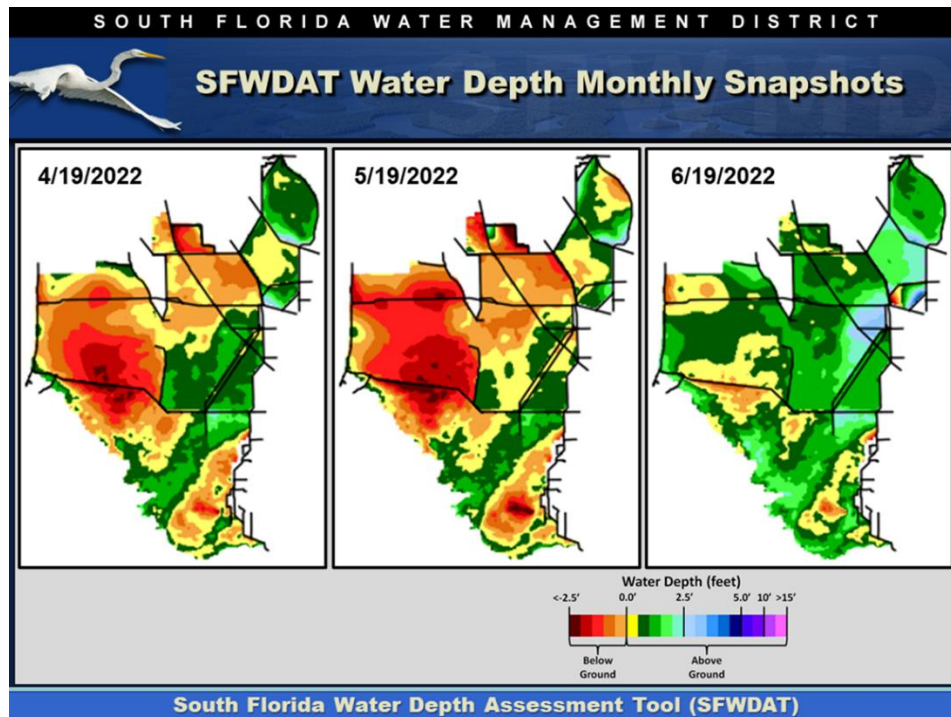 SOUTH FLORIDA WATER MANAGEMENT DISTRICT
SFWDAT Water Depth Monthly Snapshots
4/19/2022
5/19/2022
6/19/2022
Water Depth (feet)
<-2.5' 0.0' 2.5' 5.0' 10' >15'
Below Ground
Above Ground
South Florida Water Depth Assessment Tool (SFWDAT)